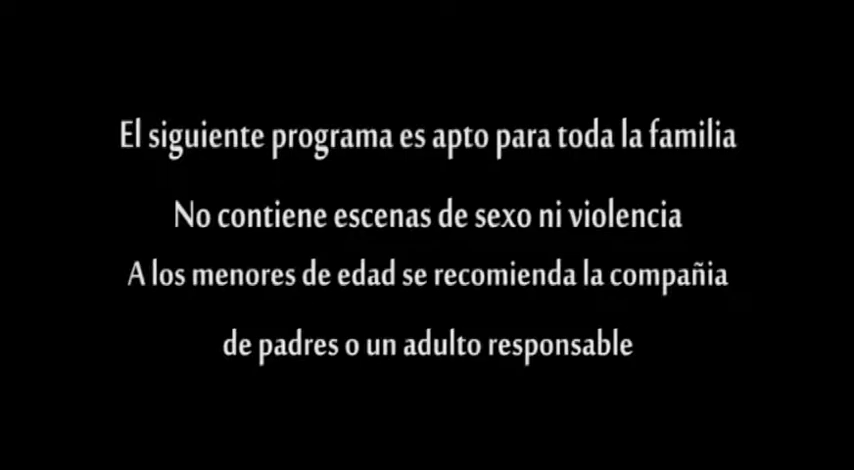 El siguiente programa es apto para toda la familia
No contiene escenas de sexo ni violencia
A los menores de edad se recomienda la compañia
de padres o un adulto responsable